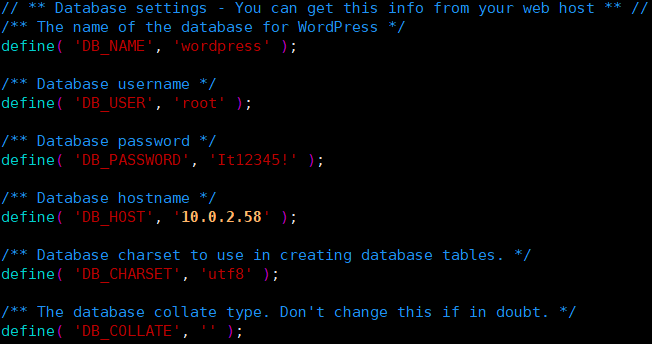 // ** Database settings - You can get this info from your web host ** //
/** The name of the database for WordPress */
define( 'DB_NAME', 'wordpress' );
/** Database username */
define( 'DB_USER', 'root' );
/** Database password */
define( 'DB_PASSWORD', 'It12345!' );
/** Database hostname */
define( 'DB_HOST', '10.0.2.58' );
/** Database charset to use in creating database tables. */
define( 'DB_CHARSET', 'utf8' );
/** The database collate type. Don't change this if in doubt. */
define( 'DB_COLLATE', '' );